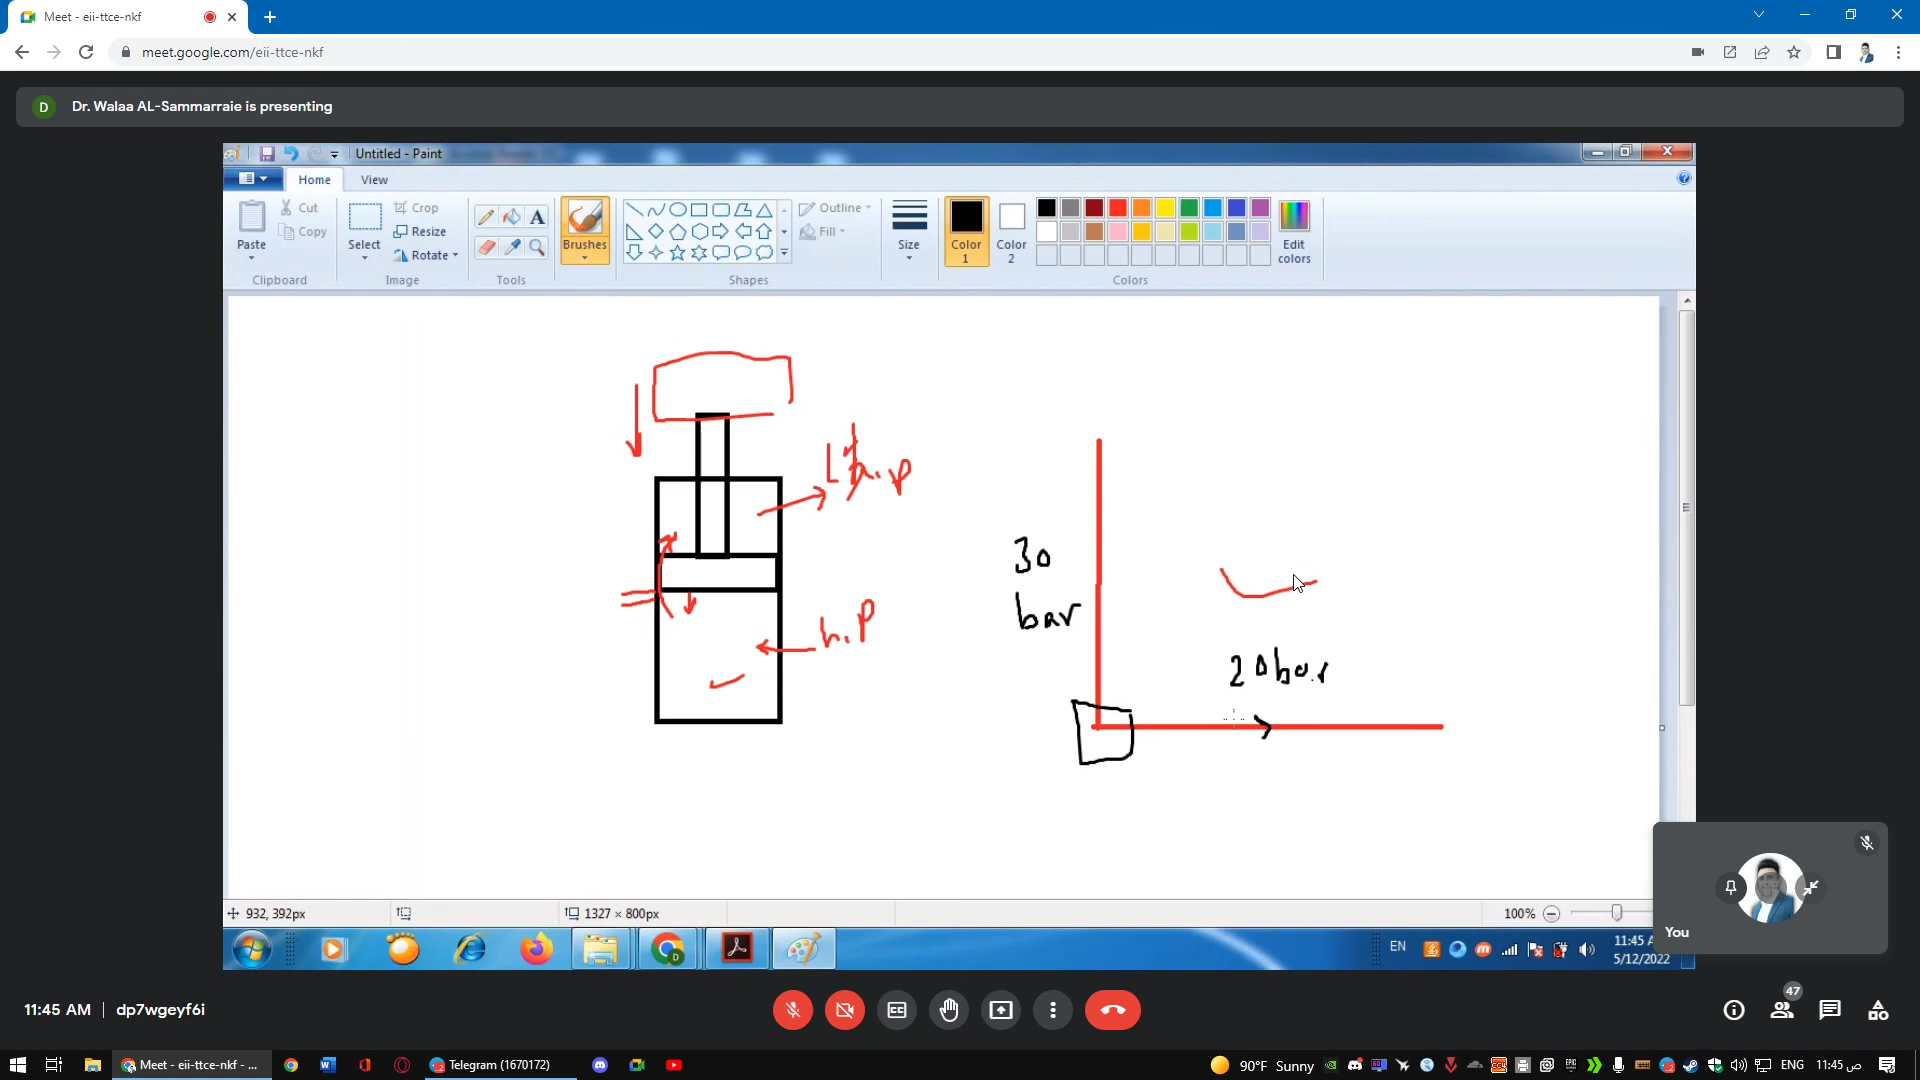 Meet - eii-ttce-nkf
meet.google.com/eii-ttce-nkf
D
Dr. Walaa AL-Sammarraie is presenting
Untitled - Paint
Home
View
Paste
Cut
Copy
Clipboard
Select
Crop
Resize
Rotate
Image
A
Tools
Brushes
Outline
Fill
Shapes
Size
Color 1
Color 2
Edit colors
Colors
h.p
30
bar
20bar
932, 392px
1327 × 800px
100%
EN
11:45
5/12/2022
You
11:45 AM | dp7wgeyf6i
47
Meet - eii-ttce-nkf - ...
Telegram (1670172)
90°F Sunny
ENG
11:45 ص